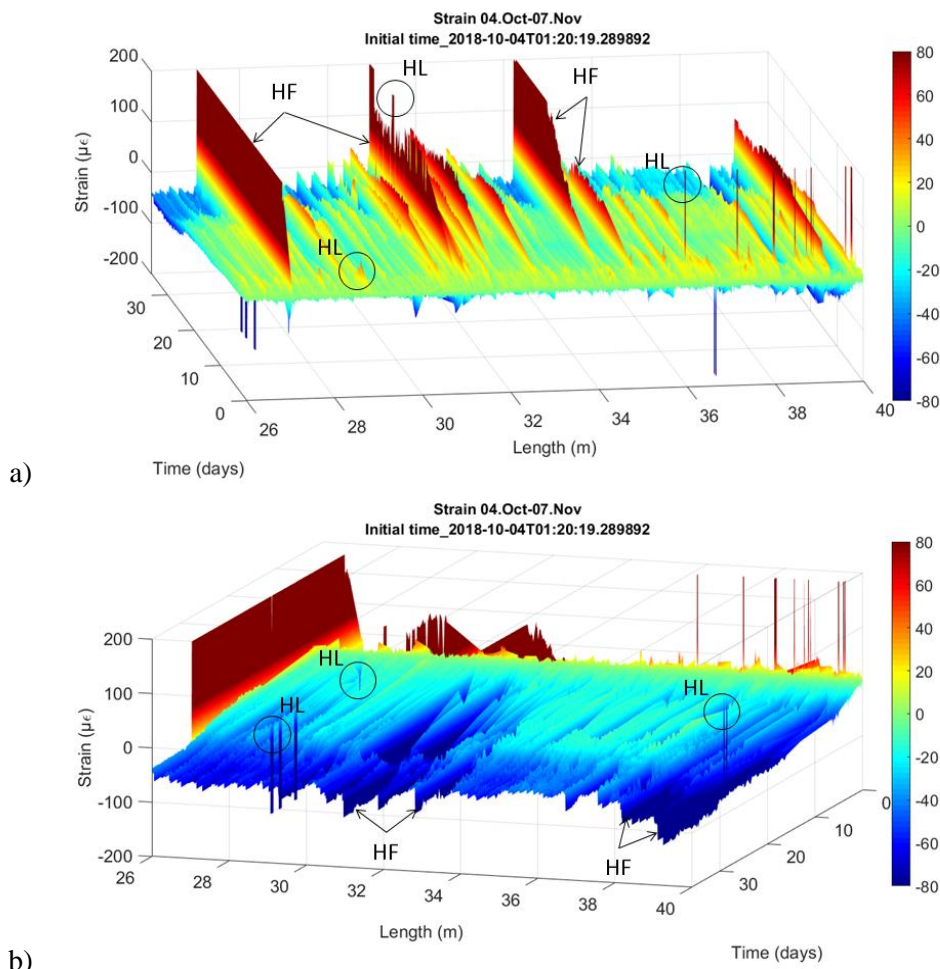 Strain 04.Oct-07.Nov
Initial time_2018-10-04T01:20:19.289892
200
100
0
-100
-200
Strain (με)
HF
HL
HF
HL
HL
80
60
40
20
0
-20
-40
-60
-80
30
20
10
0
26
28
30
32
34
36
38
40
Length (m)
Time (days)
a)
Strain 04.Oct-07.Nov
Initial time_2018-10-04T01:20:19.289892
200
100
0
-100
-200
Strain (με)
HL
HL
HL
HF
HF
80
60
40
20
0
-20
-40
-60
-80
26
28
30
32
34
36
38
40
0
10
20
30
Length (m)
Time (days)
b)